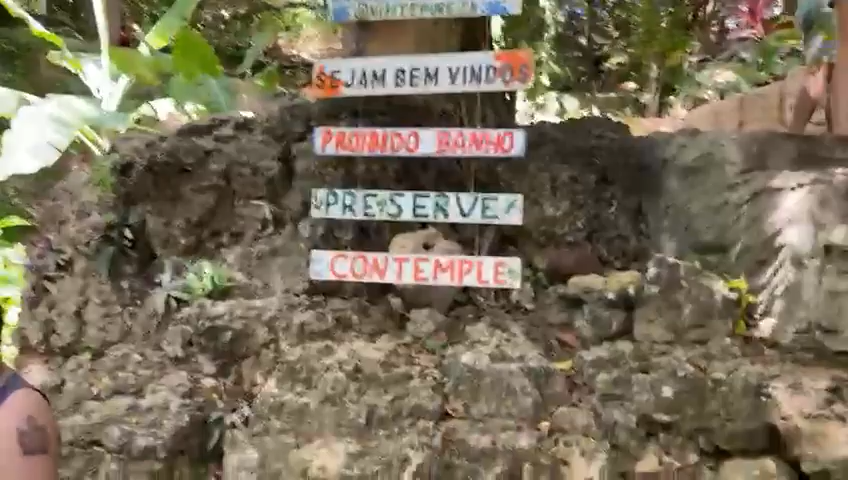 SEJAM BEM VINDOS
PROIBIDO BANHO
PRESERVE
CONTEMPLE